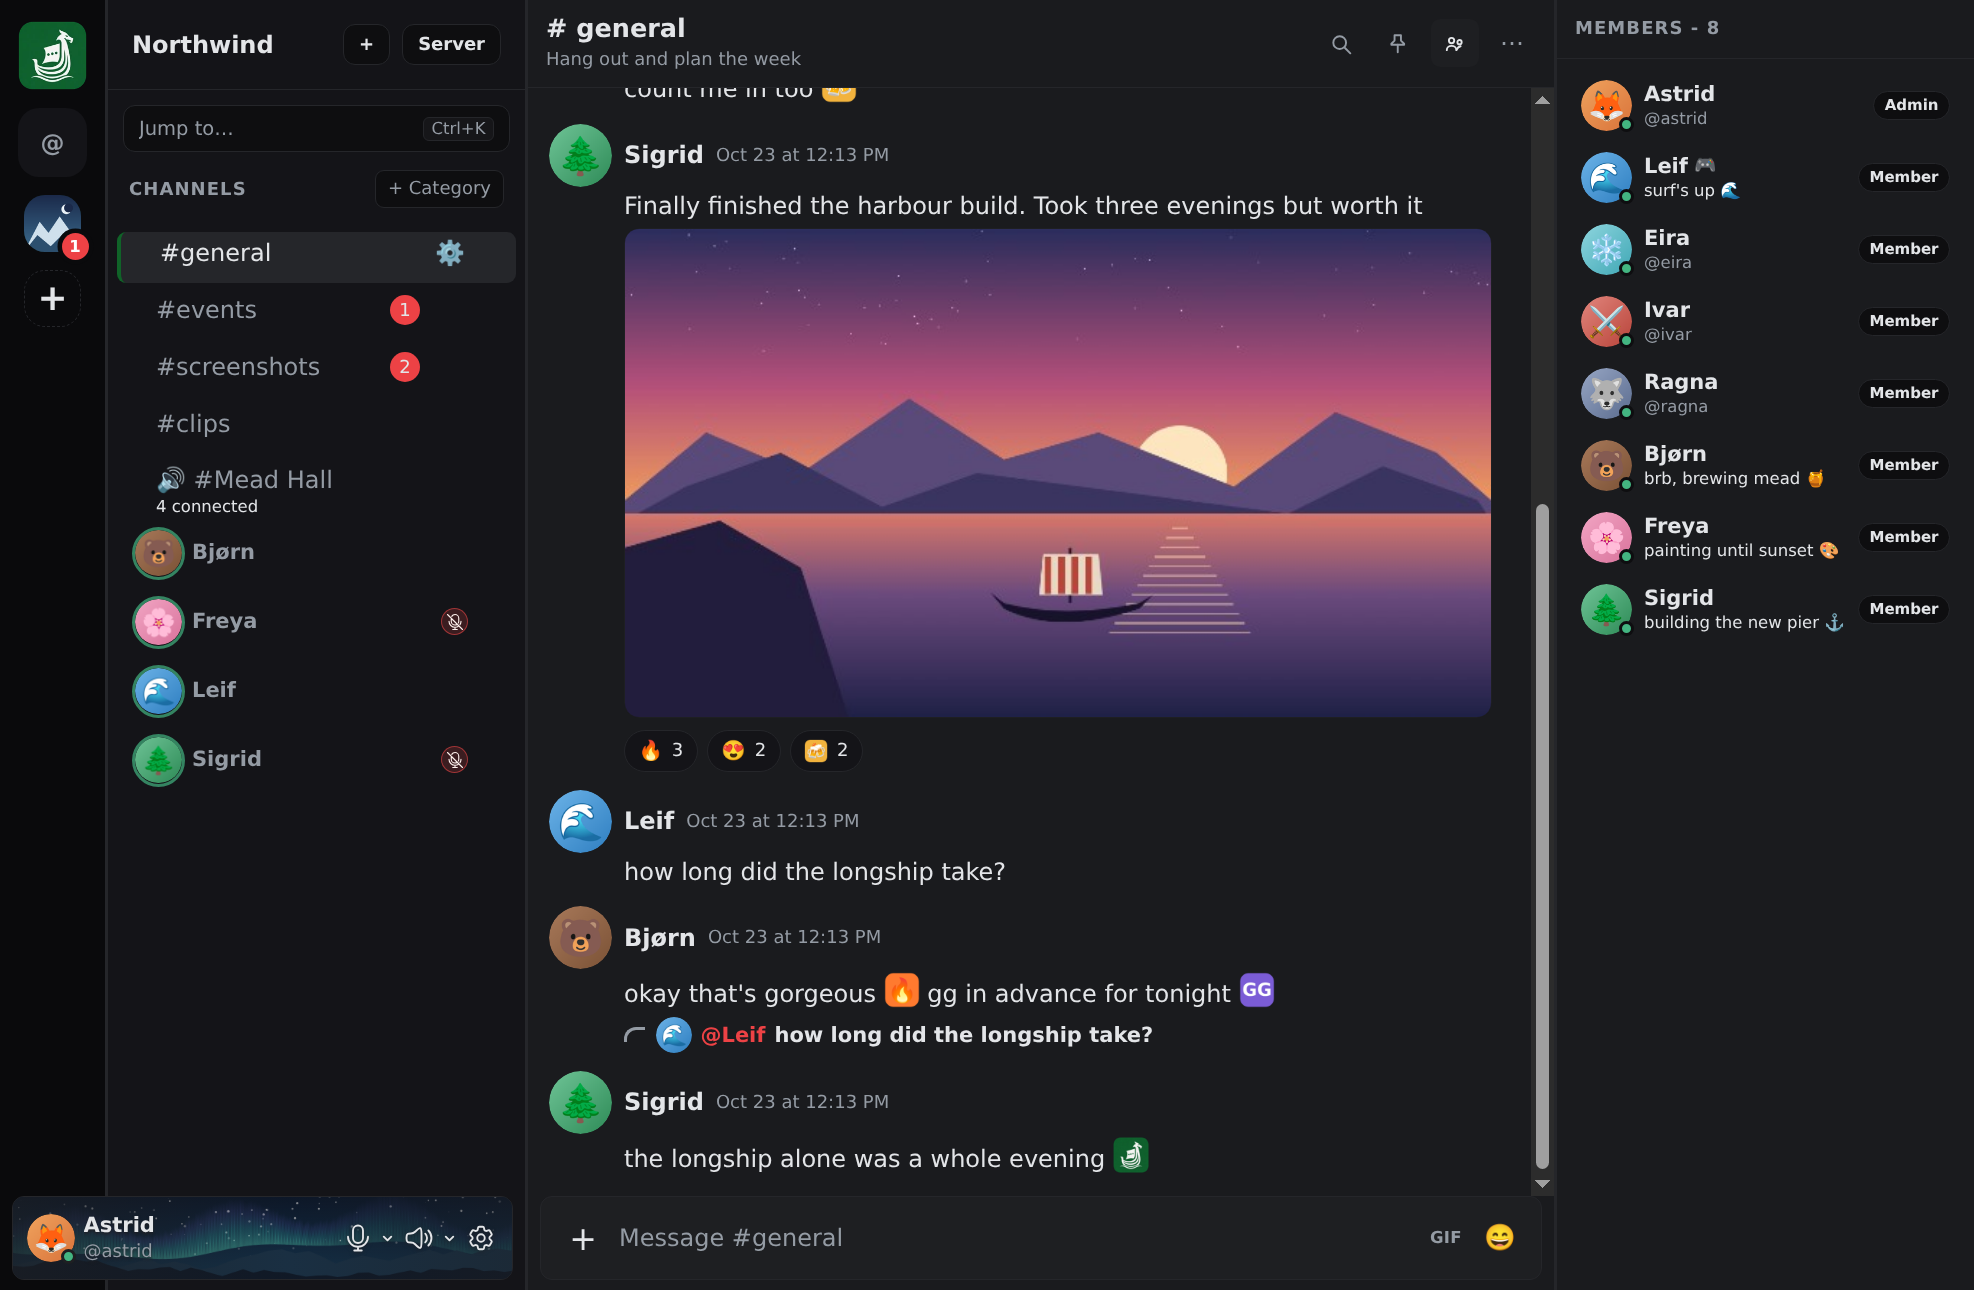 @
1
+
Northwind
+
Server
Jump to...
Ctrl+K
CHANNELS
+ Category
#general
#events
1
#screenshots
2
#clips
#Mead Hall
4 connected
Bjørn
Freya
Leif
Sigrid
Astrid
@astrid
# general
Hang out and plan the week
count me in too
Sigrid Oct 23 at 12:13 PM
Finally finished the harbour build. Took three evenings but worth it
3
2
2
Leif Oct 23 at 12:13 PM
how long did the longship take?
Bjørn Oct 23 at 12:13 PM
okay that's gorgeous gg in advance for tonight GG
@Leif how long did the longship take?
Sigrid Oct 23 at 12:13 PM
the longship alone was a whole evening
+ Message #general
GIF
MEMBERS - 8
Astrid
@astrid
Admin
Leif
surf's up
Member
Eira
@eira
Member
Ivar
@ivar
Member
Ragna
@ragna
Member
Bjørn
brb, brewing mead
Member
Freya
painting until sunset
Member
Sigrid
building the new pier
Member